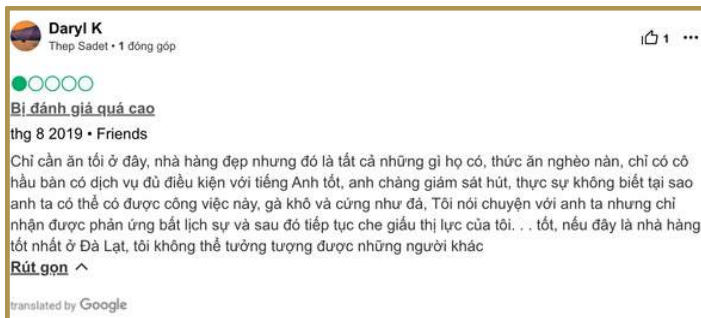 Daryl K
Thep Sadet • 1 đóng góp
1
Bị đánh giá quá cao
thg 8 2019 • Friends
Chỉ cần ăn tối ở đây, nhà hàng đẹp nhưng đó là tất cả những gì họ có, thức ăn nghèo nàn, chỉ có cô
hầu bàn có dịch vụ đủ điều kiện với tiếng Anh tốt, anh chàng giám sát hút, thực sự không biết tại sao
anh ta có thể có được công việc này, gà khô và cứng như đá, Tôi nói chuyện với anh ta nhưng chỉ
nhận được phản ứng bất lịch sự và sau đó tiếp tục che giấu thị lực của tôi. . . tốt, nếu đây là nhà hàng
tốt nhất ở Đà Lạt, tôi không thể tưởng tượng được những người khác
Rút gọn
translated by Google